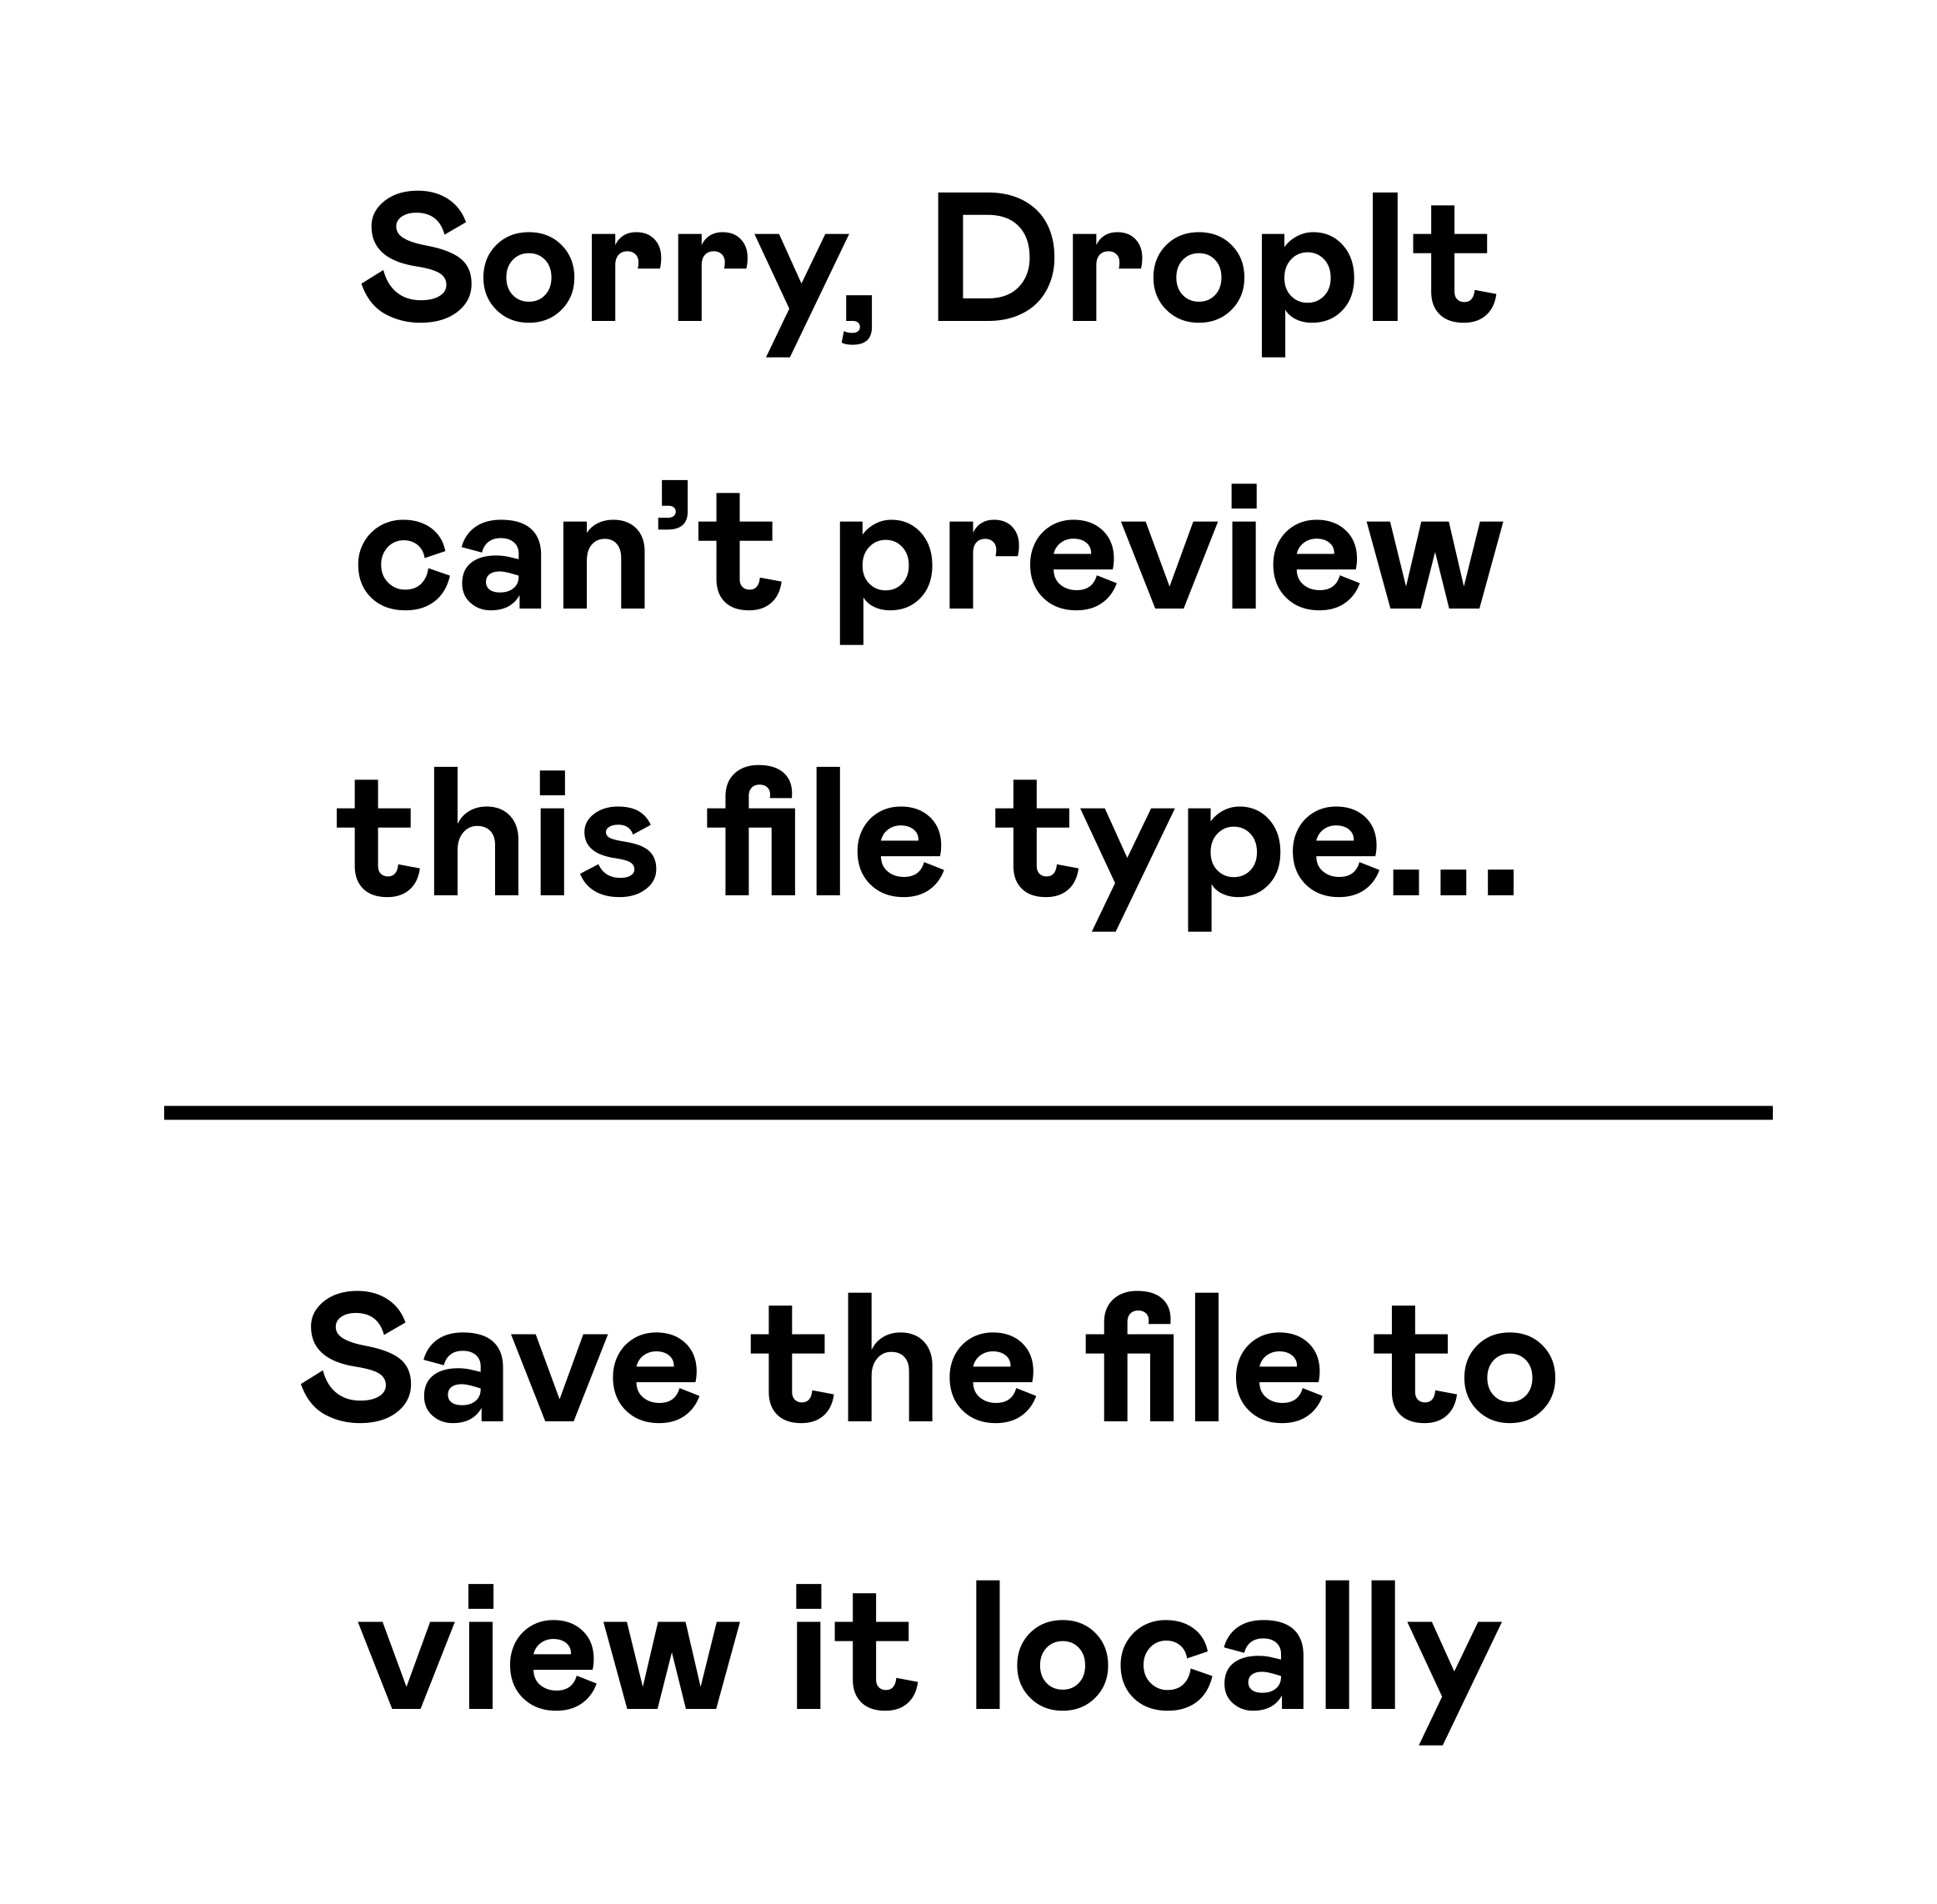 Sorry, DropIt
can’t preview
this file type...
Save the file to
view it locally